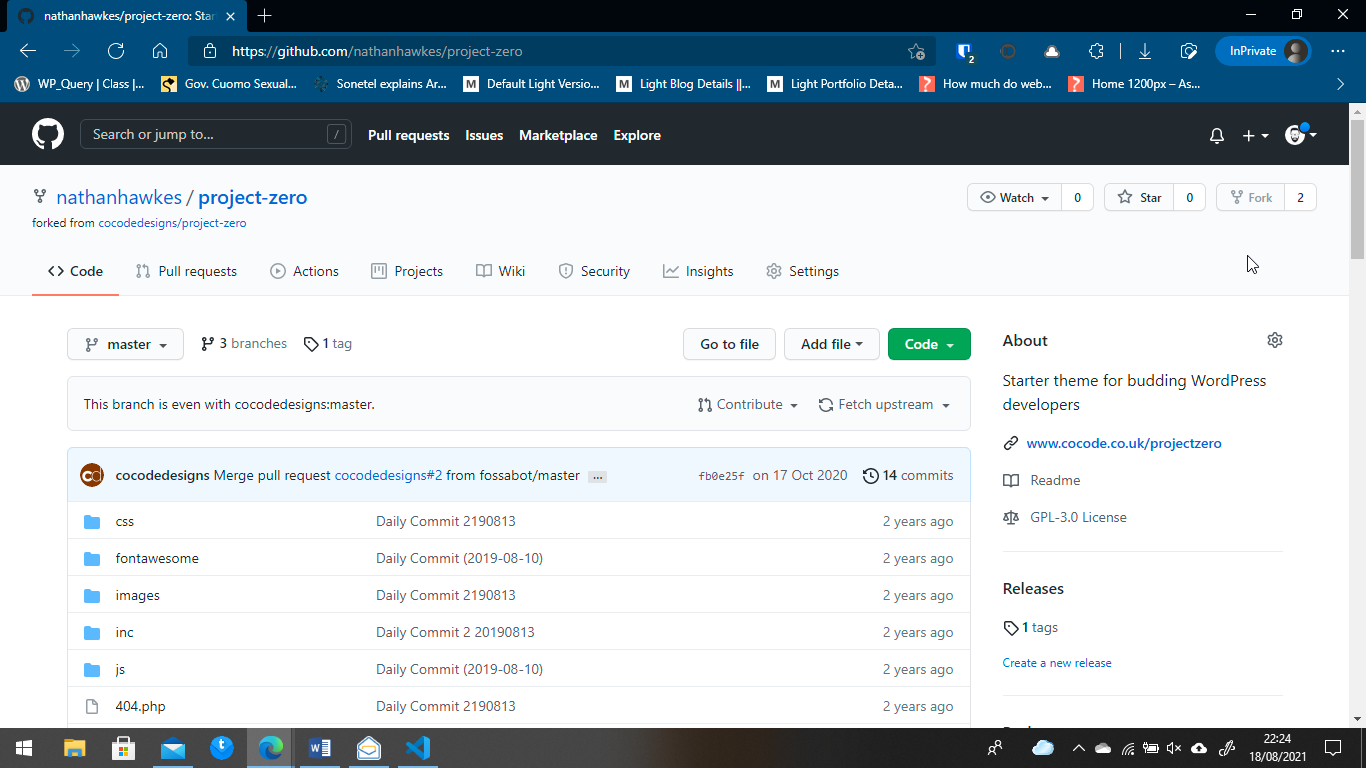 nathanhawkes/project-zero: Star
https://github.com/nathanhawkes/project-zero
2
InPrivate
WP_Query | Class |...
Gov. Cuomo Sexual...
Sonetel explains Ar...
M Default Light Versio...
M Light Blog Details ||...
M Light Portfolio Deta...
? How much do web...
? Home 1200px – As...
Search or jump to... /
Pull requests
Issues
Marketplace
Explore
nathanhawkes / project-zero
forked from cocodedesigns/project-zero
Watch 0
Star 0
Fork 2
Code
Pull requests
Actions
Projects
Wiki
Security
Insights
Settings
master
3 branches
1 tag
Go to file
Add file
Code
This branch is even with cocodedesigns:master.
Contribute
Fetch upstream
cd cocodedesigns Merge pull request cocodedesigns#2 from fossabot/master ... fb0e25f on 17 Oct 2020 14 commits
css Daily Commit 2190813 2 years ago
fontawesome Daily Commit (2019-08-10) 2 years ago
images Daily Commit 2190813 2 years ago
inc Daily Commit 2 20190813 2 years ago
js Daily Commit (2019-08-10) 2 years ago
404.php Daily Commit 2190813 2 years ago
About
Starter theme for budding WordPress
developers
www.cocode.co.uk/projectzero
Readme
GPL-3.0 License
Releases
1 tags
Create a new release
22:24
18/08/2021